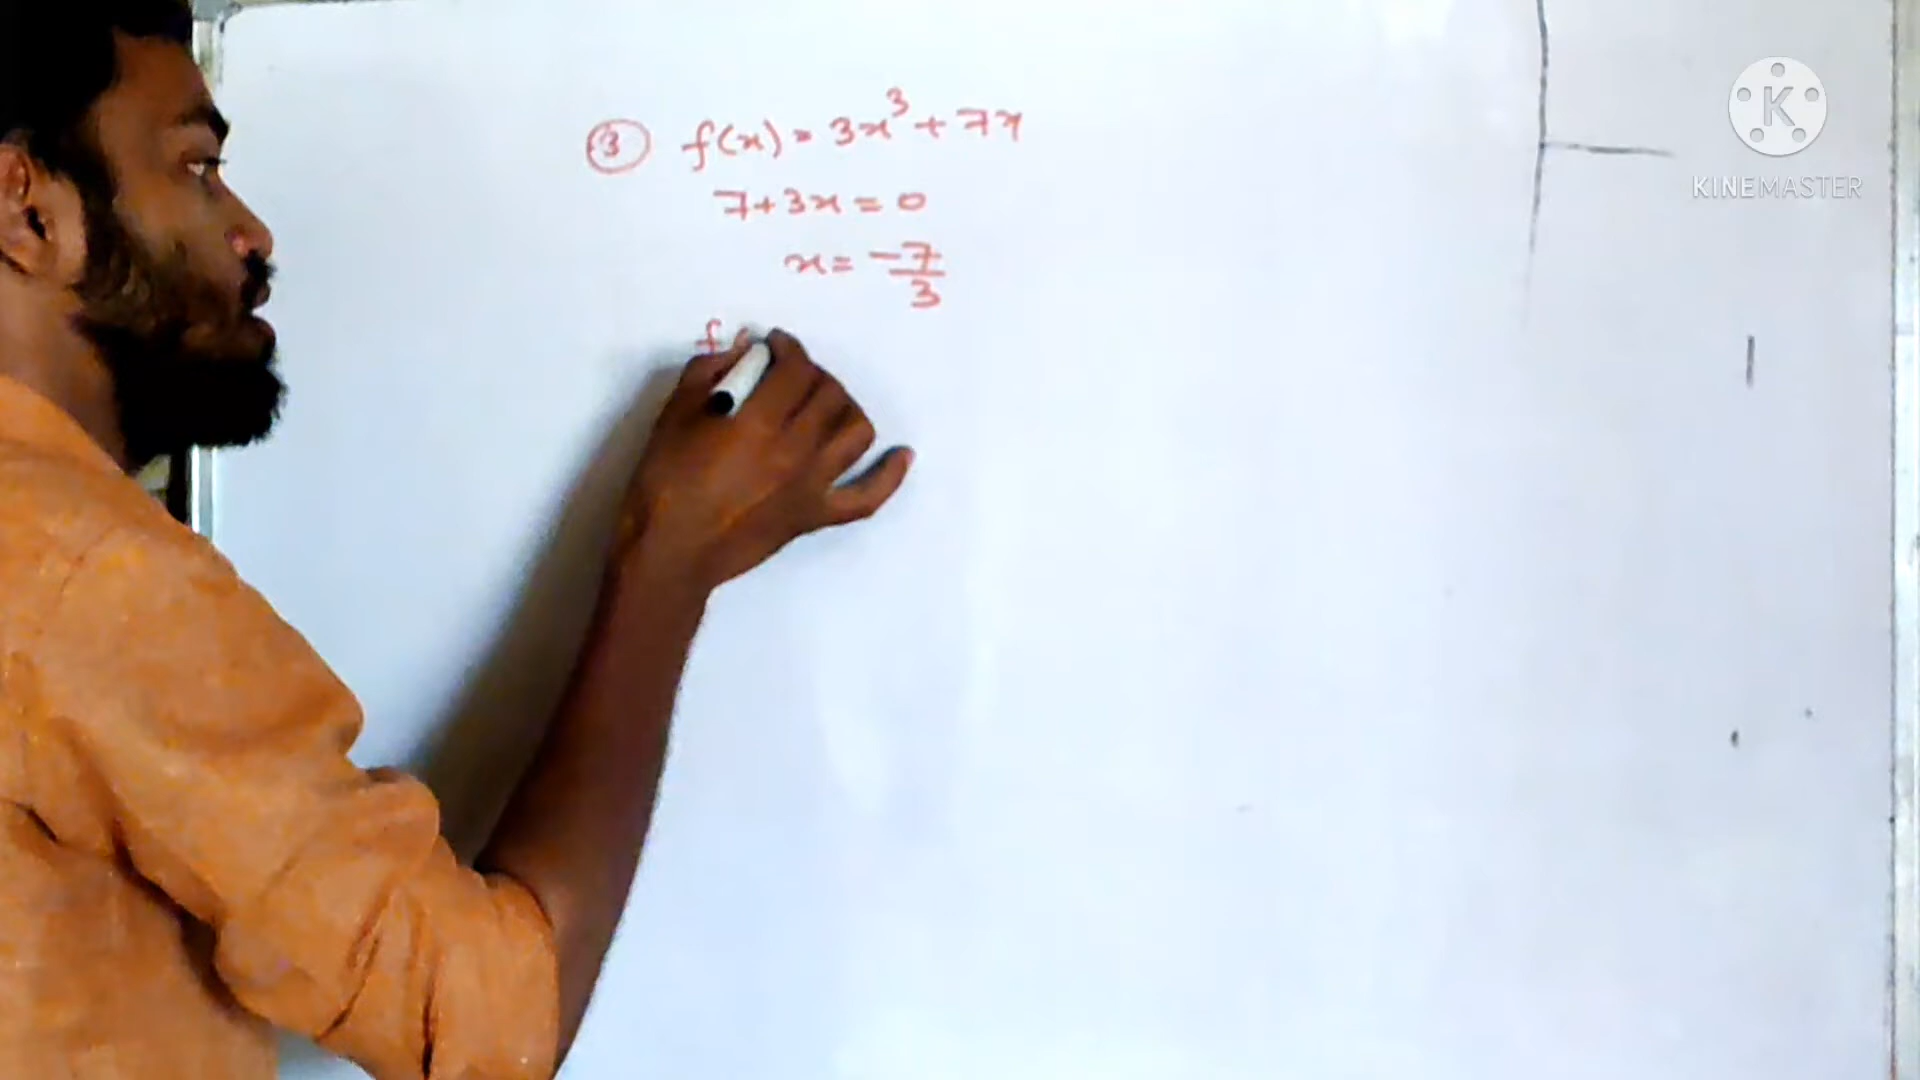 ③ f(x) = 3x³ + 7x
7+3x = 0
x = -7/3
f
KINEMASTER